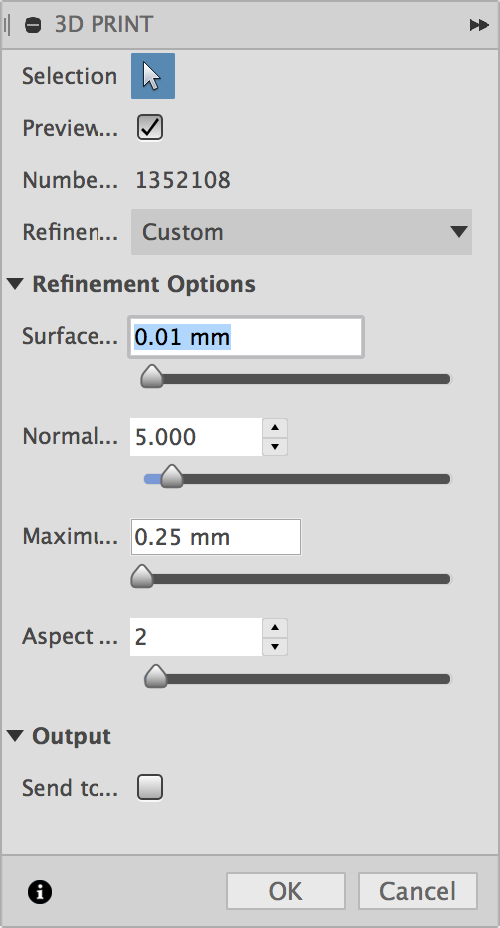 3D PRINT
Selection
Preview...
Numbe... 1352108
Refinen... Custom
Refinement Options
Surface... 0.01 mm
Normal... 5.000
Maximu... 0.25 mm
Aspect ... 2
Output
Send to...
OK Cancel